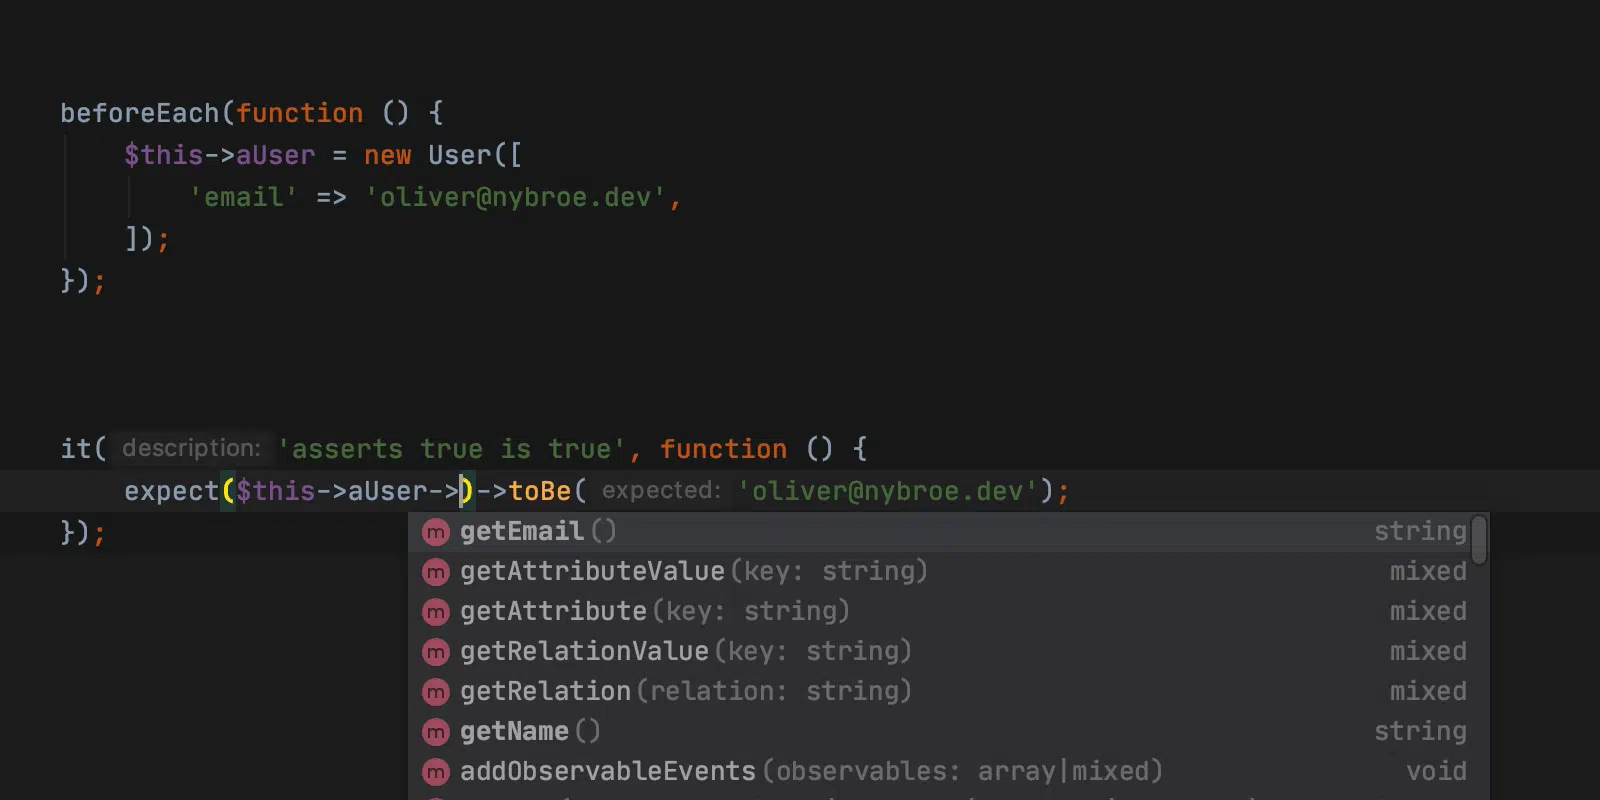 beforeEach(function () {
$this->aUser = new User([
'email' => 'oliver@nybroe.dev',
]);
});
it( description: 'asserts true is true', function () {
expect($this->aUser->)->toBe( expected: 'oliver@nybroe.dev');
});
m getEmail() string
m getAttributeValue(key: string) mixed
m getAttribute(key: string) mixed
m getRelationValue(key: string) mixed
m getRelation(relation: string) mixed
m getName() string
m addObservableEvents(observables: array|mixed) void